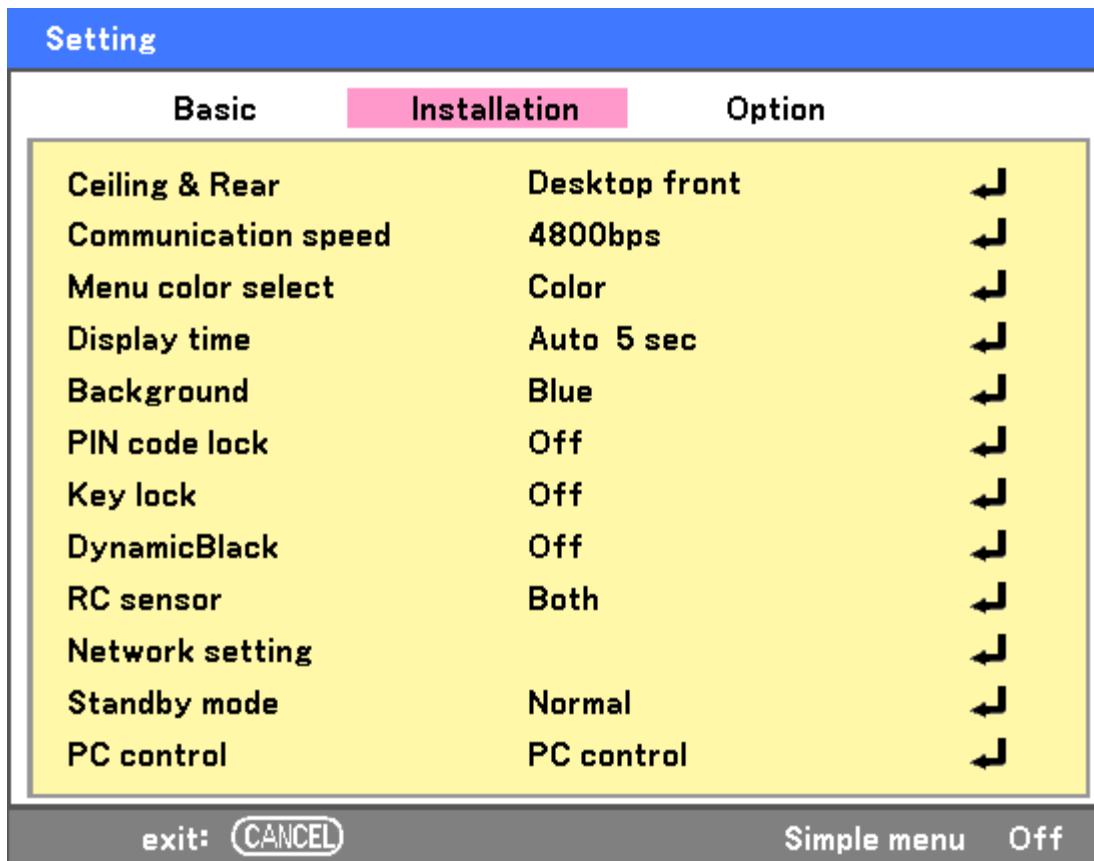 Setting
Basic Installation Option
Ceiling & Rear Desktop front
Communication speed 4800bps
Menu color select Color
Display time Auto 5 sec
Background Blue
PIN code lock Off
Key lock Off
DynamicBlack Off
RC sensor Both
Network setting
Standby mode Normal
PC control PC control
exit: CANCEL Simple menu Off